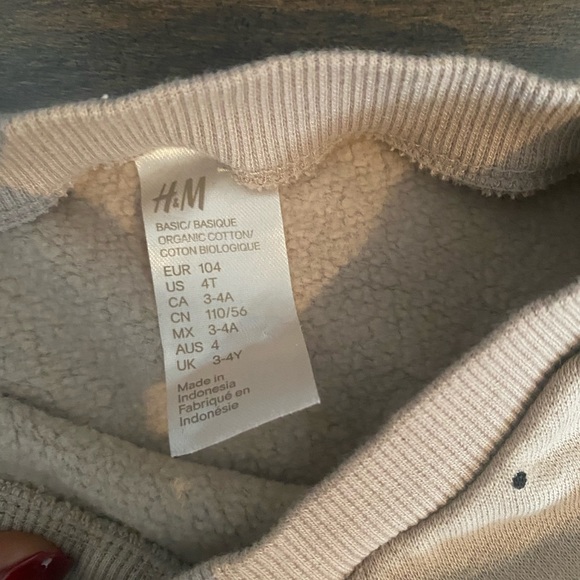 H&M
BASIC/ BASIQUE
ORGANIC COTTON/
COTON BIOLOGIQUE
EUR 104
US 4T
CA 3-4A
CN 110/56
MX 3-4A
AUS 4
UK 3-4Y
Made in
Indonesia
Fabriqué en
Indonésie